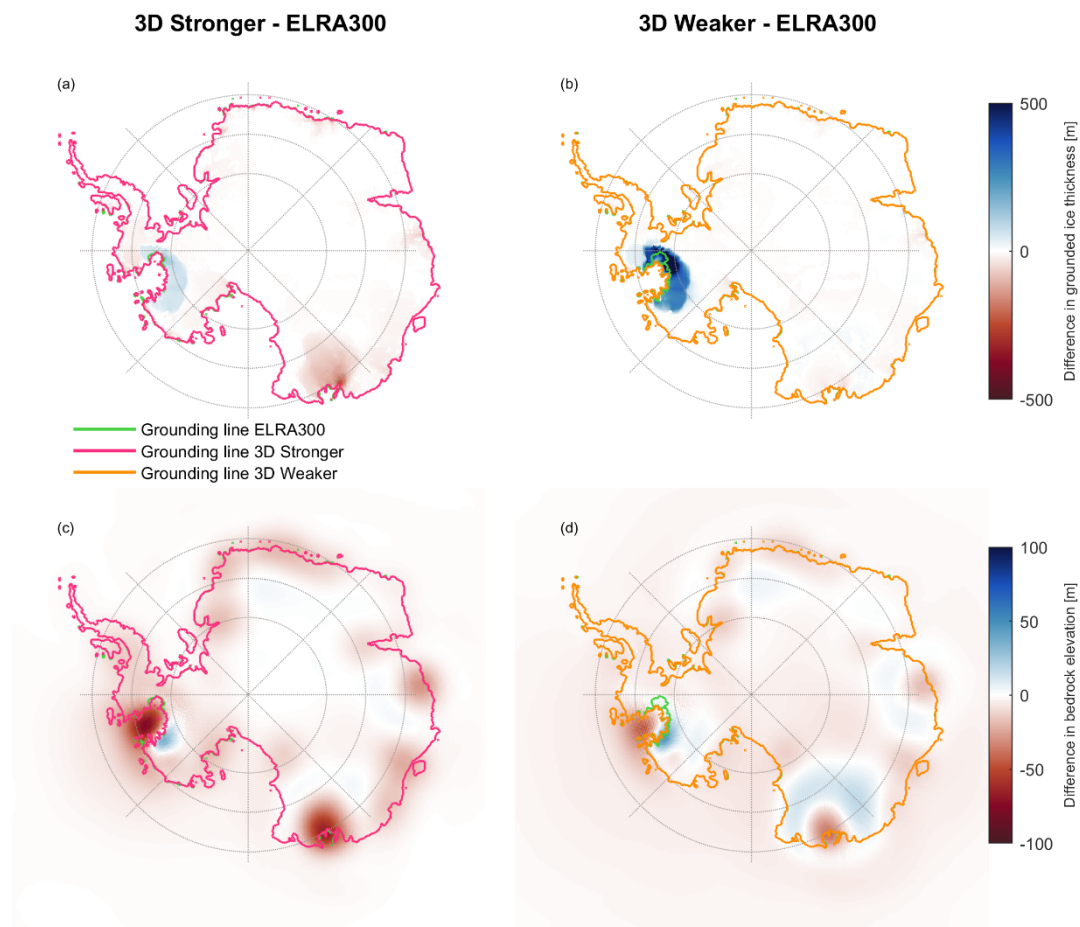 3D Stronger - ELRA300
3D Weaker - ELRA300
(a)
(b)
500
0
-500
Difference in grounded ice thickness [m]
Grounding line ELRA300
Grounding line 3D Stronger
Grounding line 3D Weaker
(c)
(d)
100
50
0
-50
-100
Difference in bedrock elevation [m]